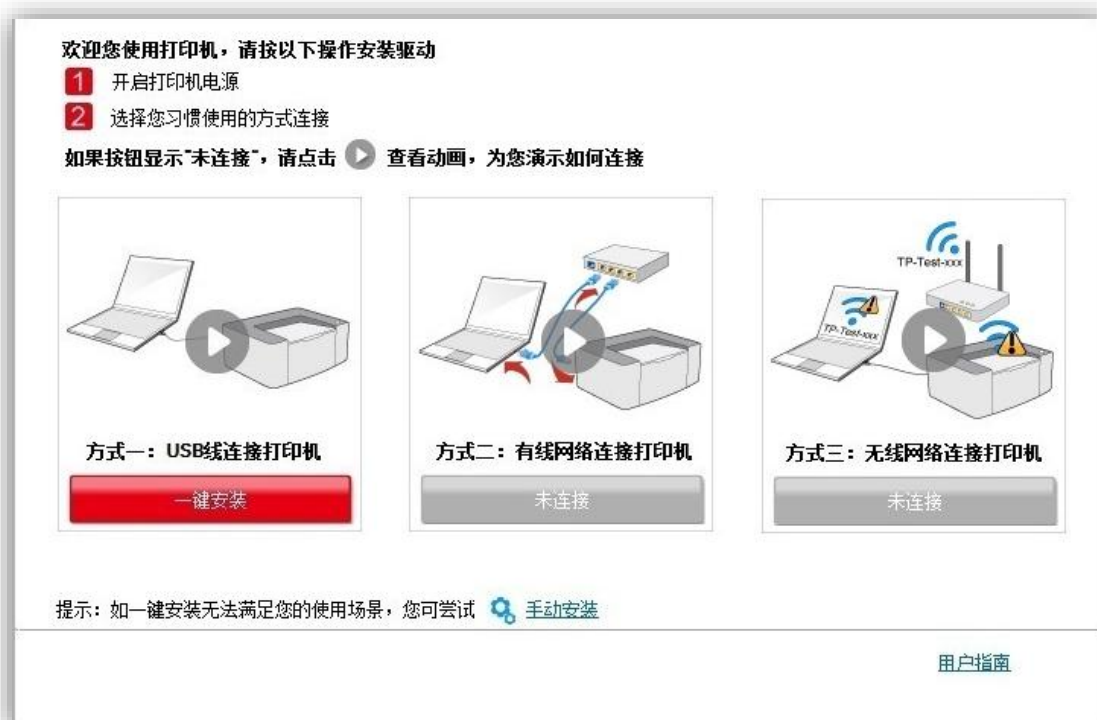 欢迎您使用打印机，请按以下操作安装驱动
1 开启打印机电源
2 选择您习惯使用的方式连接
如果按钮显示"未连接"，请点击 查看动画，为您演示如何连接
TP-Test-xxx
TP-Test-xxx
方式一：USB线连接打印机
方式二：有线网络连接打印机
方式三：无线网络连接打印机
一键安装
未连接
未连接
提示：如一键安装无法满足您的使用场景，您可尝试 手动安装
用户指南